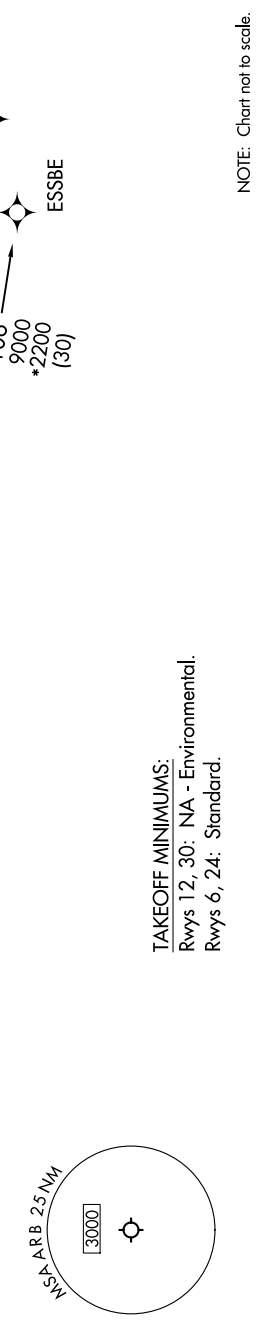 MSA ARB 25 NM
3000
TAKEOFF MINIMUMS:
Rwys 12, 30: NA - Environmental.
Rwys 6, 24: Standard.
9000
*2200
(30)
ESSBE
NOTE: Chart not to scale.